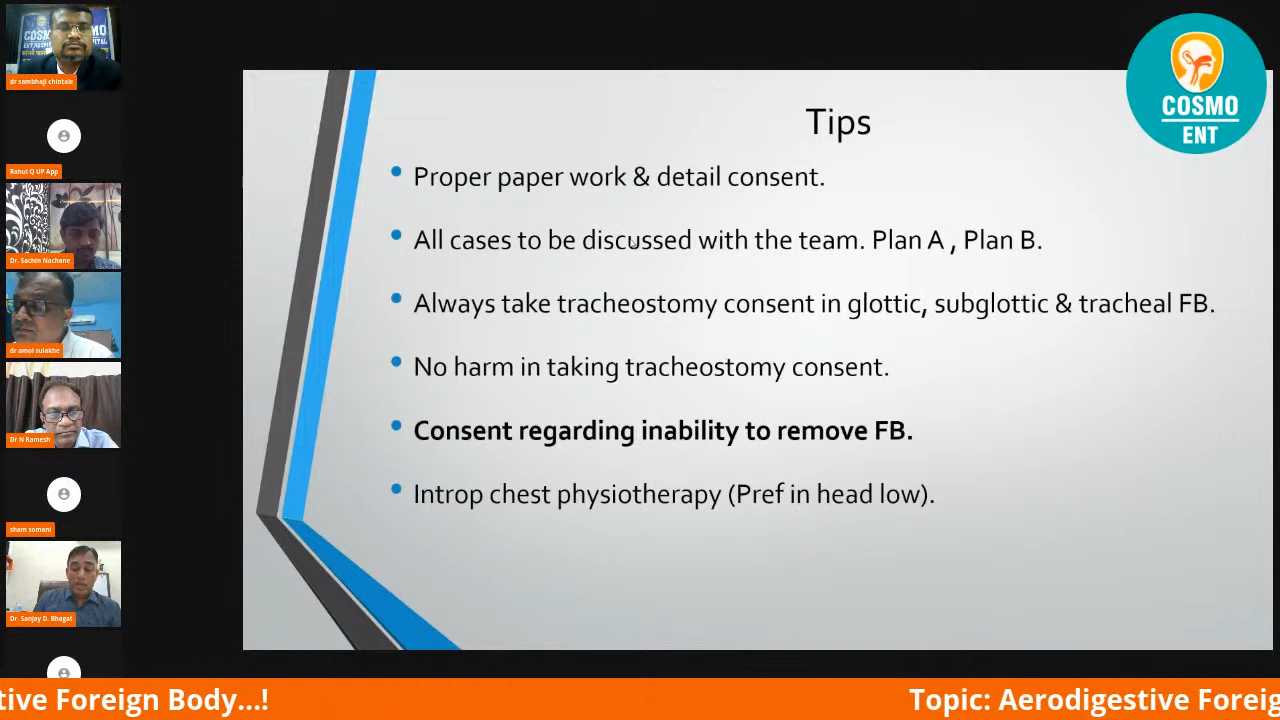 COSMO
ENT HOSPITAL
dr sambhaji chintale
Rahul Q UP App
Dr. Sachin Nachane
dr amol sulakhe
Dr N Ramesh
sham somani
Dr. Sanjay D. Bhagat
COSMO
ENT
Tips
Proper paper work & detail consent.
All cases to be discussed with the team. Plan A , Plan B.
Always take tracheostomy consent in glottic, subglottic & tracheal FB.
No harm in taking tracheostomy consent.
Consent regarding inability to remove FB.
Introp chest physiotherapy (Pref in head low).
tive Foreign Body...! Topic: Aerodigestive Foreig